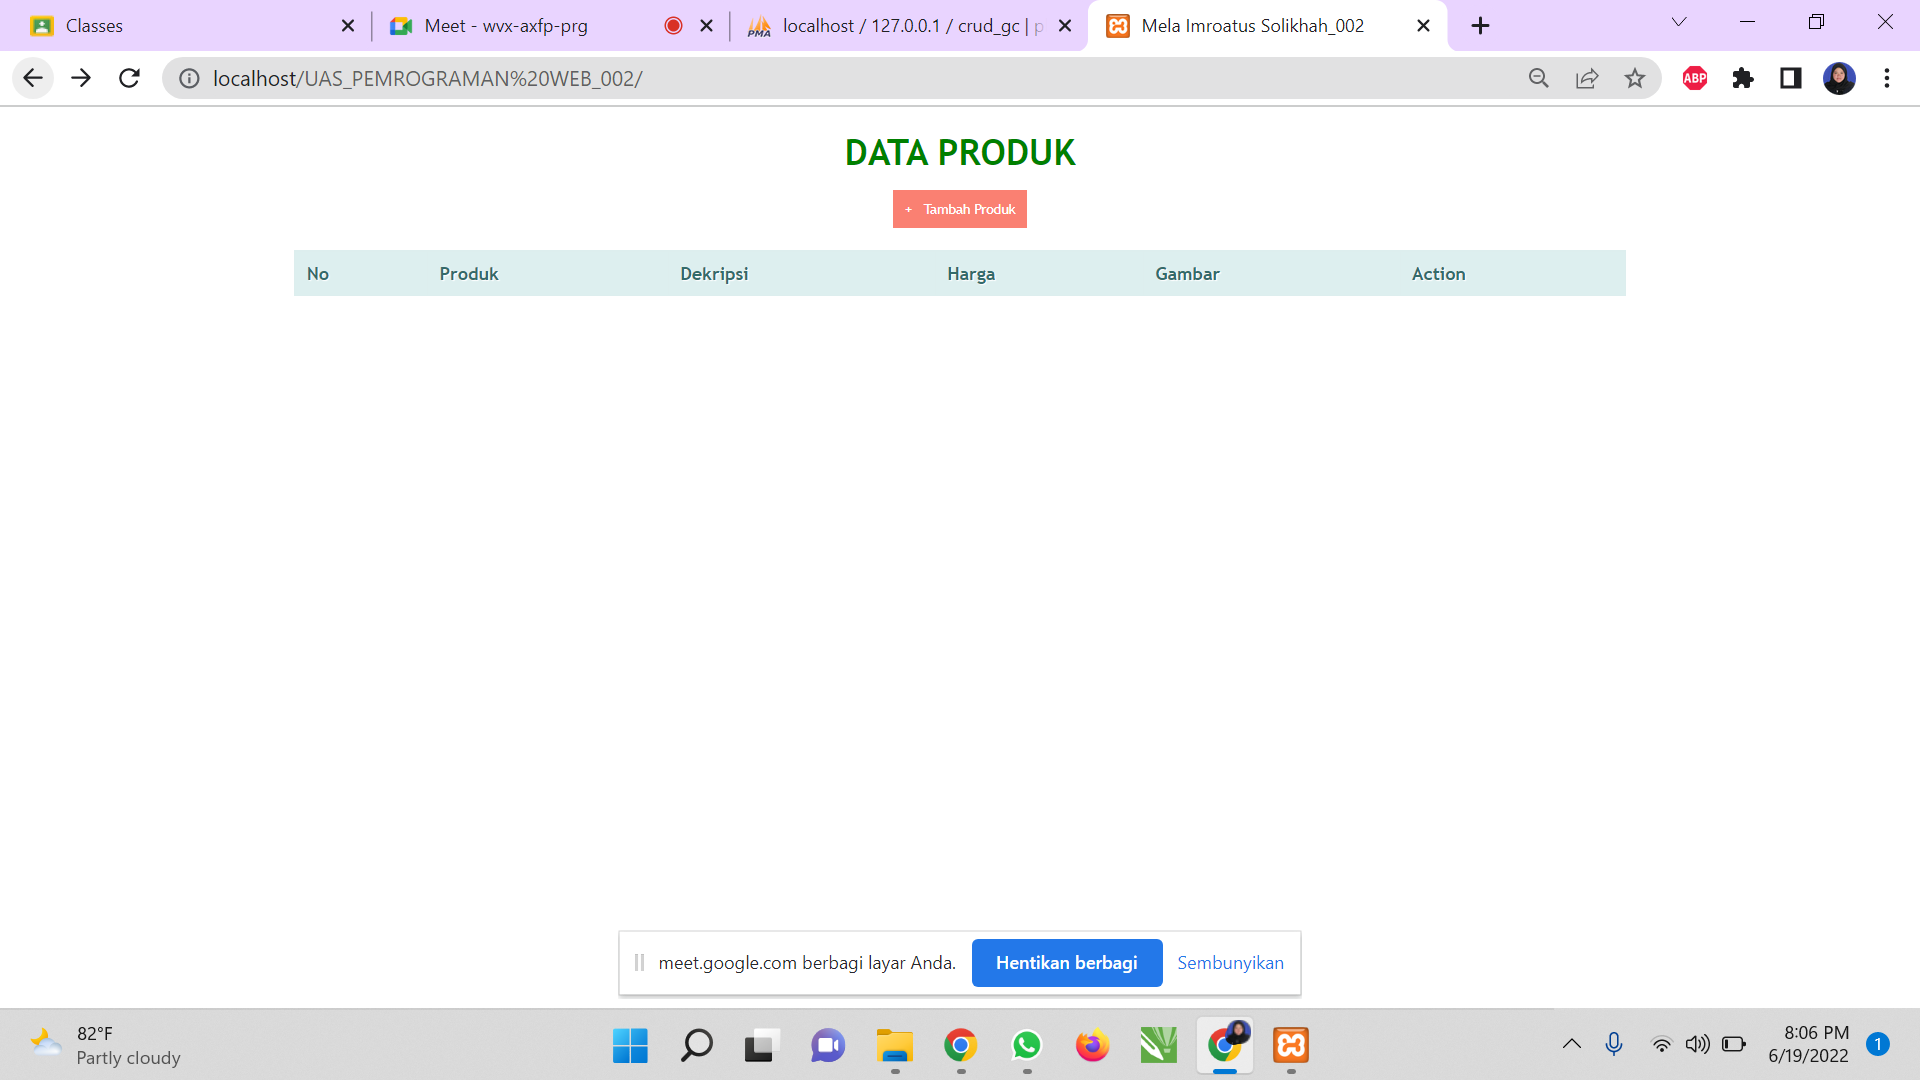 Classes
Meet - wvx-axfp-prg
PMA
localhost / 127.0.0.1 / crud_gc | p
Mela Imroatus Solikhah_002
localhost/UAS_PEMROGRAMAN%20WEB_002/
ABP
DATA PRODUK
+ Tambah Produk
No Produk Dekripsi Harga Gambar Action
meet.google.com berbagi layar Anda. Hentikan berbagi Sembunyikan
82°F
Partly cloudy
8:06 PM
6/19/2022
1